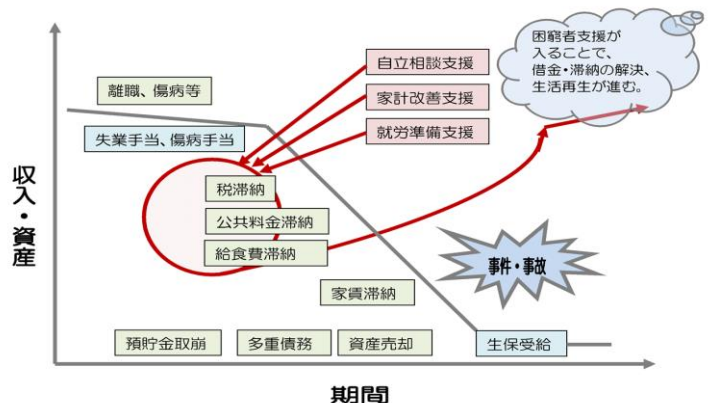 困窮者支援が
入ることで、
借金・滞納の解決、
生活再生が進む。
自立相談支援
離職、傷病等
家計改善支援
失業手当、傷病手当
就労準備支援
収入・資産
税滞納
公共料金滞納
給食費滞納
事件・事故
家賃滞納
預貯金取崩
多重債務
資産売却
生保受給
期間